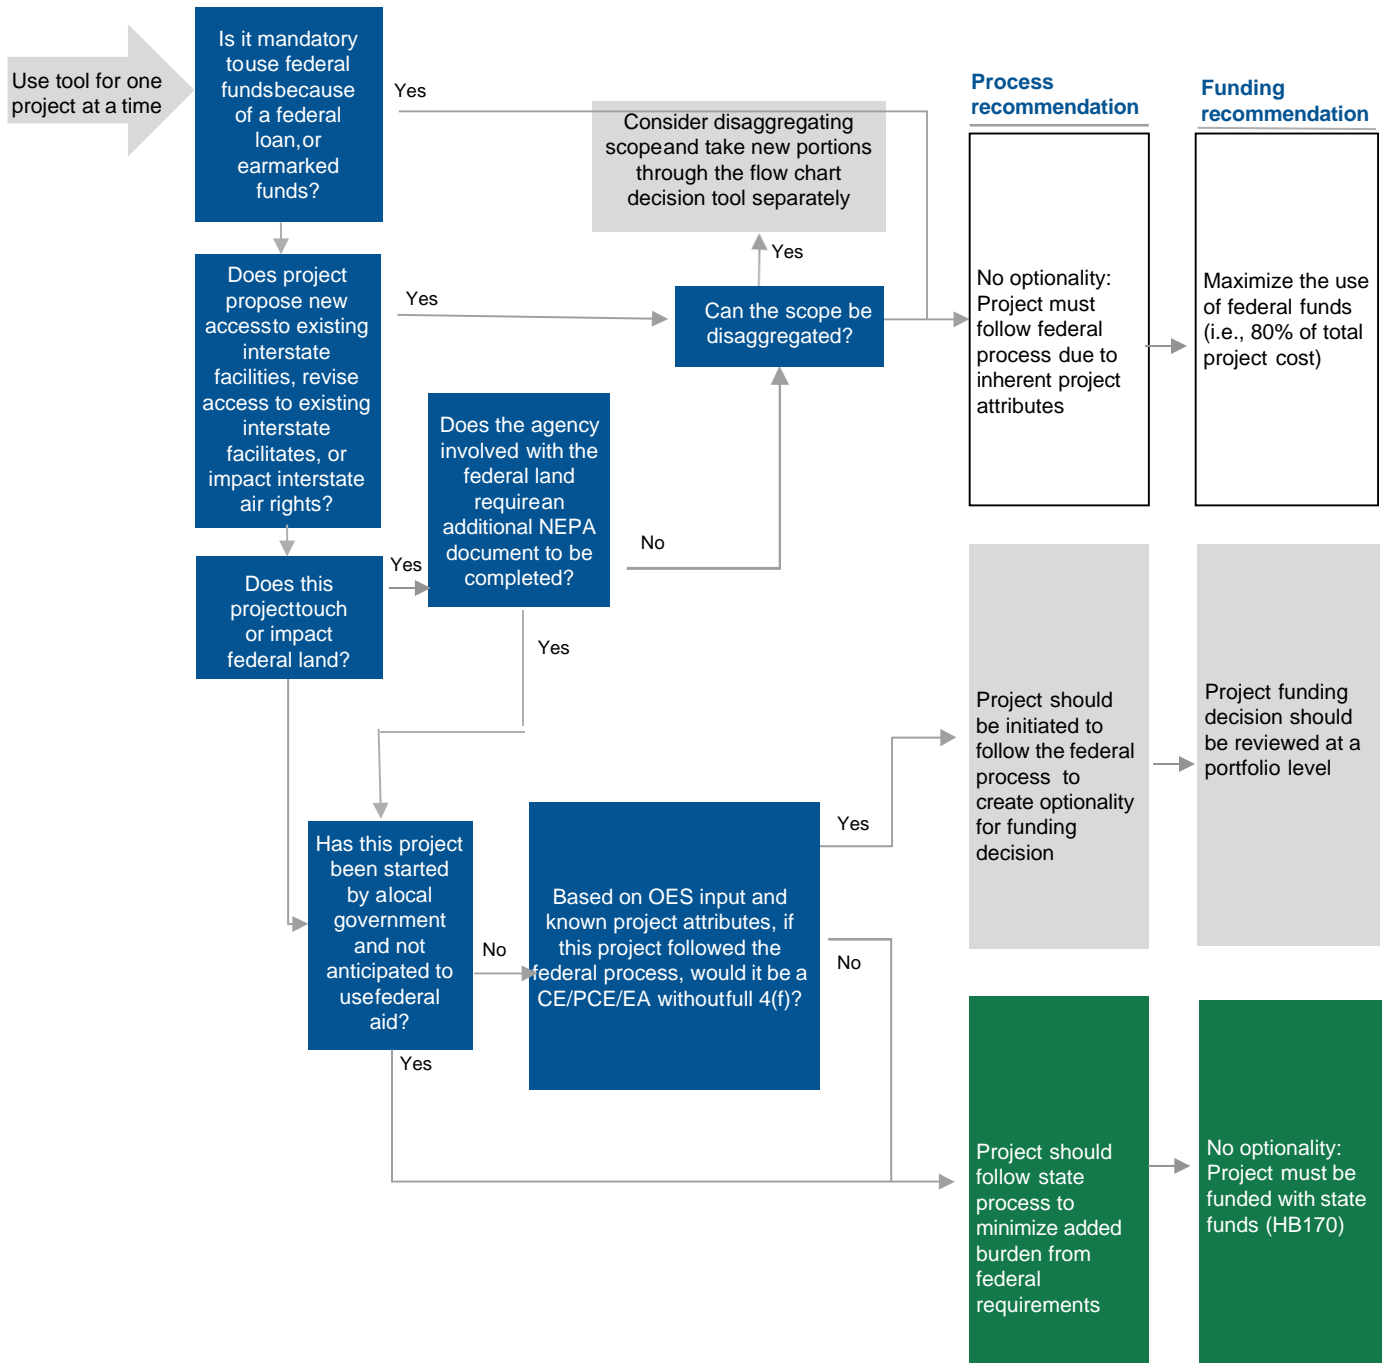 Use tool for one
project at a time
Is it mandatory
touse federal
fundsbecause
of a federal
loan,or
earmarked
funds?
Yes
Consider disaggregating
scopeand take new portions
through the flow chart
decision tool separately
Process
recommendation
Funding
recommendation
Does project
propose new
accessto existing
interstate
facilities, revise
access to existing
interstate
facilitates, or
impact interstate
air rights?
Yes
Yes
Can the scope be
disaggregated?
No optionality:
Project must
follow federal
process due to
inherent project
attributes
Maximize the use
of federal funds
(i.e., 80% of total
project cost)
Does this
projecttouch
or impact
federal land?
Yes
Does the agency
involved with the
federal land
requirean
additional NEPA
document to be
completed?
No
Yes
Has this project
been started
by alocal
government
and not
anticipated to
usefederal
aid?
No
Yes
Based on OES input and
known project attributes, if
this project followed the
federal process, would it be a
CE/PCE/EA withoutfull 4(f)?
Yes
No
Project should
be initiated to
follow the federal
process to
create optionality
for funding
decision
Project funding
decision should
be reviewed at a
portfolio level
Project should
follow state
process to
minimize added
burden from
federal
requirements
No optionality:
Project must be
funded with state
funds (HB170)